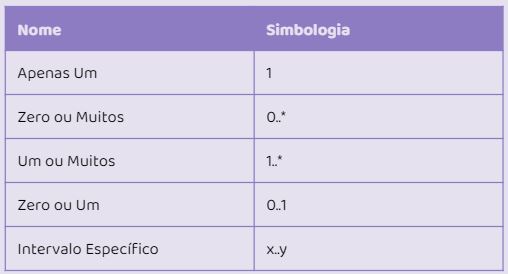 Nome Simbologia
Apenas Um 1
Zero ou Muitos 0..*
Um ou Muitos 1..*
Zero ou Um 0..1
Intervalo Específico x..y